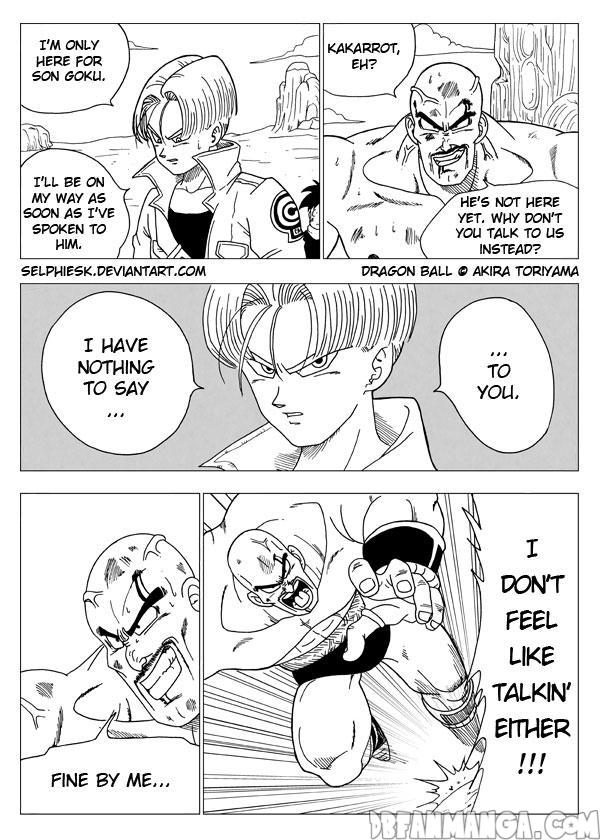 I'M ONLY
HERE FOR
SON GOKU.
I'LL BE ON
MY WAY AS
SOON AS I'VE
SPOKEN TO
HIM.
KAKARROT,
EH?
HE'S NOT HERE
YET. WHY DON'T
YOU TALK TO US
INSTEAD?
SELPHIESK.DEVIANTART.COM
DRAGON BALL © AKIRA TORIYAMA
I HAVE
NOTHING
TO SAY
...
...
TO
YOU.
FINE BY ME...
I
DON'T
FEEL
LIKE
TALKIN'
EITHER
!!!
DBFANMANGA.COM